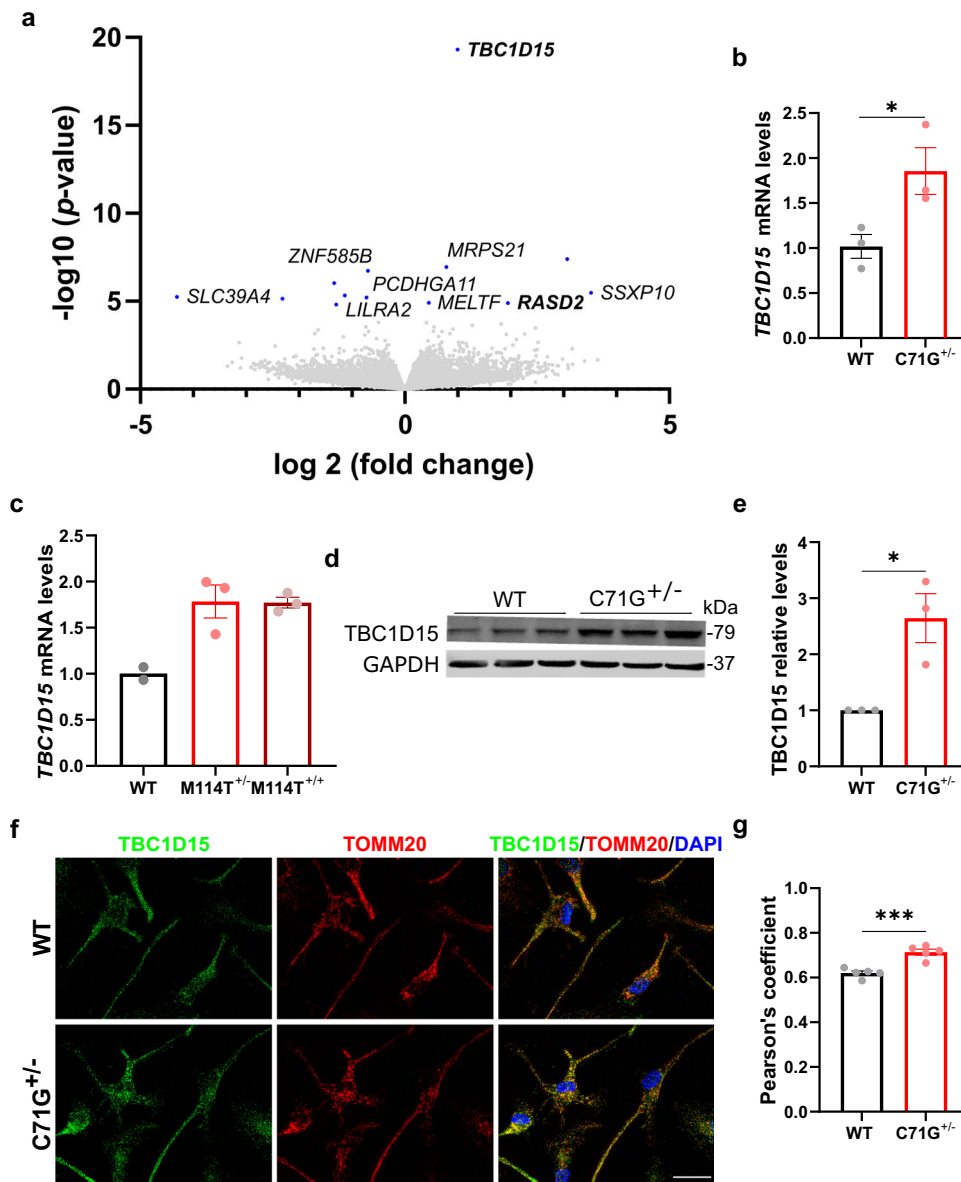 a
20
15
10
5
0
-5
0
5
-log10 (p-value)
log 2 (fold change)
TBC1D15
ZNF585B
MRPS21
SLC39A4
PCDHGA11
LILRA2
MELTF
RASD2
SSXP10
b
TBC1D15 mRNA levels
2.5
2.0
1.5
1.0
0.5
0.0
*
WT
C71G+/-
c
TBC1D15 mRNA levels
2.5
2.0
1.5
1.0
0.5
0.0
WT
M114T+/-
M114T+/+
d
WT
C71G+/-
kDa
TBC1D15
-79
GAPDH
-37
e
TBC1D15 relative levels
4
3
2
1
0
*
WT
C71G+/-
f
TBC1D15
TOMM20
TBC1D15/TOMM20/DAPI
WT
C71G+/-
g
Pearson's coefficient
1.0
0.8
0.6
0.4
0.2
0.0
***
WT
C71G+/-